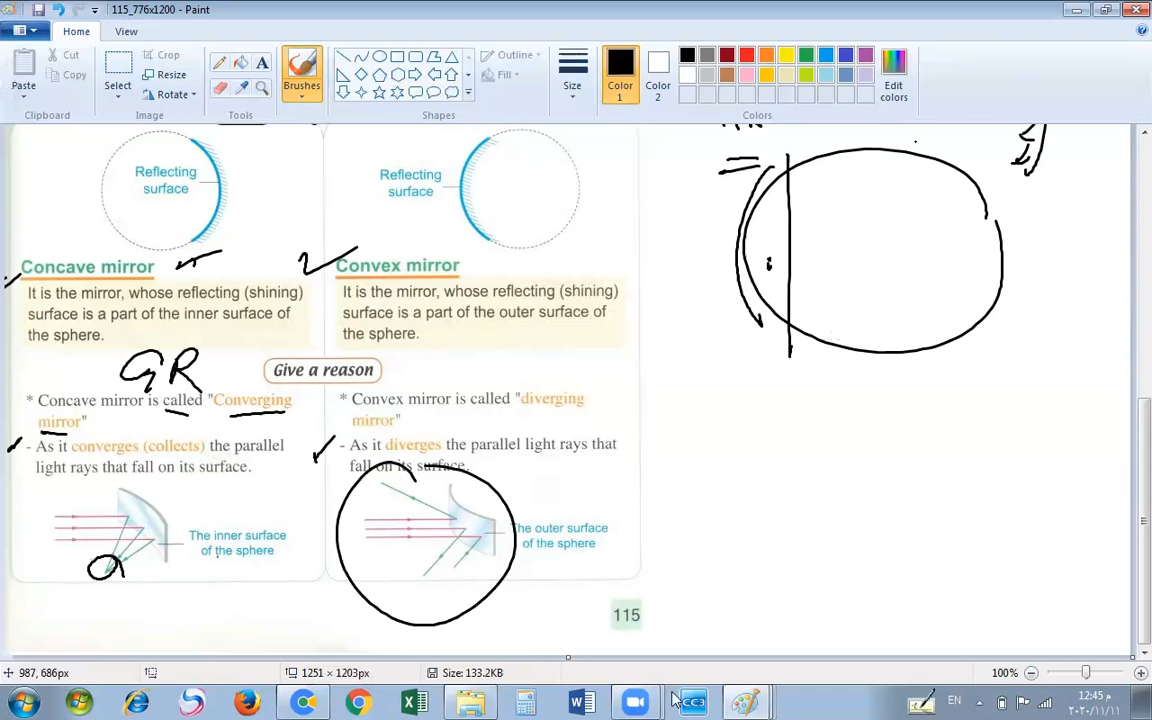 115_776x1200 - Paint
Home
View
Paste
Cut
Copy
Clipboard
Select
Crop
Resize
Rotate
Image
Tools
Brushes
Shapes
Outline
Fill
Size
Color 1
Color 2
Edit colors
Colors
Reflecting surface
Reflecting surface
Concave mirror
It is the mirror, whose reflecting (shining)
surface is a part of the inner surface of
the sphere.
Convex mirror
It is the mirror, whose reflecting (shining)
surface is a part of the outer surface of
the sphere.
GR
Give a reason
* Concave mirror is called "Converging
mirror"
- As it converges (collects) the parallel
light rays that fall on its surface.
* Convex mirror is called "diverging
mirror"
- As it diverges the parallel light rays that
fall on its surface.
The inner surface
of the sphere
The outer surface
of the sphere
115
987, 686px
1251 × 1203px
Size: 133.2KB
100%
CC3
EN
12:45 م
٢٠٢٠/١١/١١